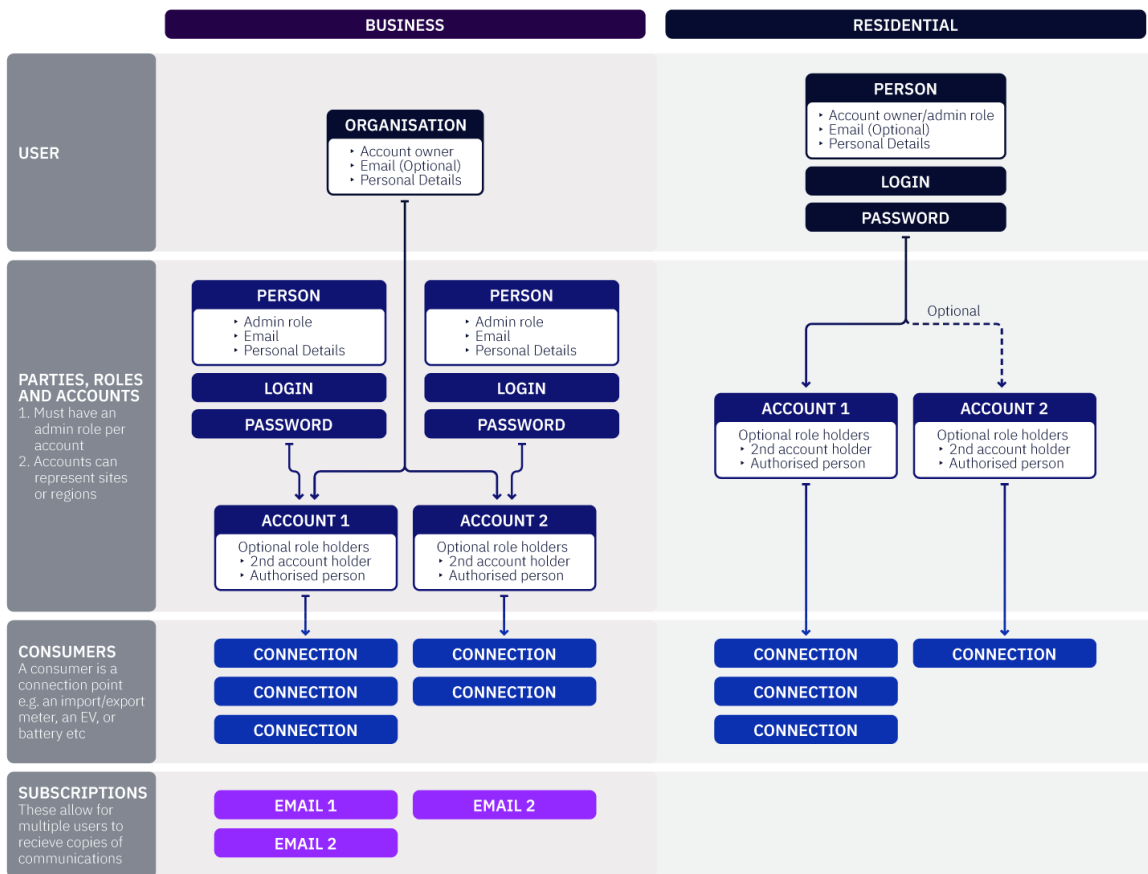 BUSINESS
RESIDENTIAL
USER
ORGANISATION
‣ Account owner
‣ Email (Optional)
‣ Personal Details
PERSON
‣ Account owner/admin role
‣ Email (Optional)
‣ Personal Details
LOGIN
PASSWORD
PARTIES, ROLES
AND ACCOUNTS
1. Must have an
admin role per
account
2. Accounts can
represent sites
or regions
PERSON
‣ Admin role
‣ Email
‣ Personal Details
LOGIN
PASSWORD
PERSON
‣ Admin role
‣ Email
‣ Personal Details
LOGIN
PASSWORD
ACCOUNT 1
Optional role holders
‣ 2nd account holder
‣ Authorised person
ACCOUNT 2
Optional role holders
‣ 2nd account holder
‣ Authorised person
Optional
ACCOUNT 1
Optional role holders
‣ 2nd account holder
‣ Authorised person
ACCOUNT 2
Optional role holders
‣ 2nd account holder
‣ Authorised person
CONSUMERS
A consumer is a
connection point
e.g. an import/export
meter, an EV, or
battery etc
CONNECTION
CONNECTION
CONNECTION
CONNECTION
CONNECTION
CONNECTION
CONNECTION
CONNECTION
CONNECTION
SUBSCRIPTIONS
These allow for
multiple users to
recieve copies of
communications
EMAIL 1
EMAIL 2
EMAIL 2